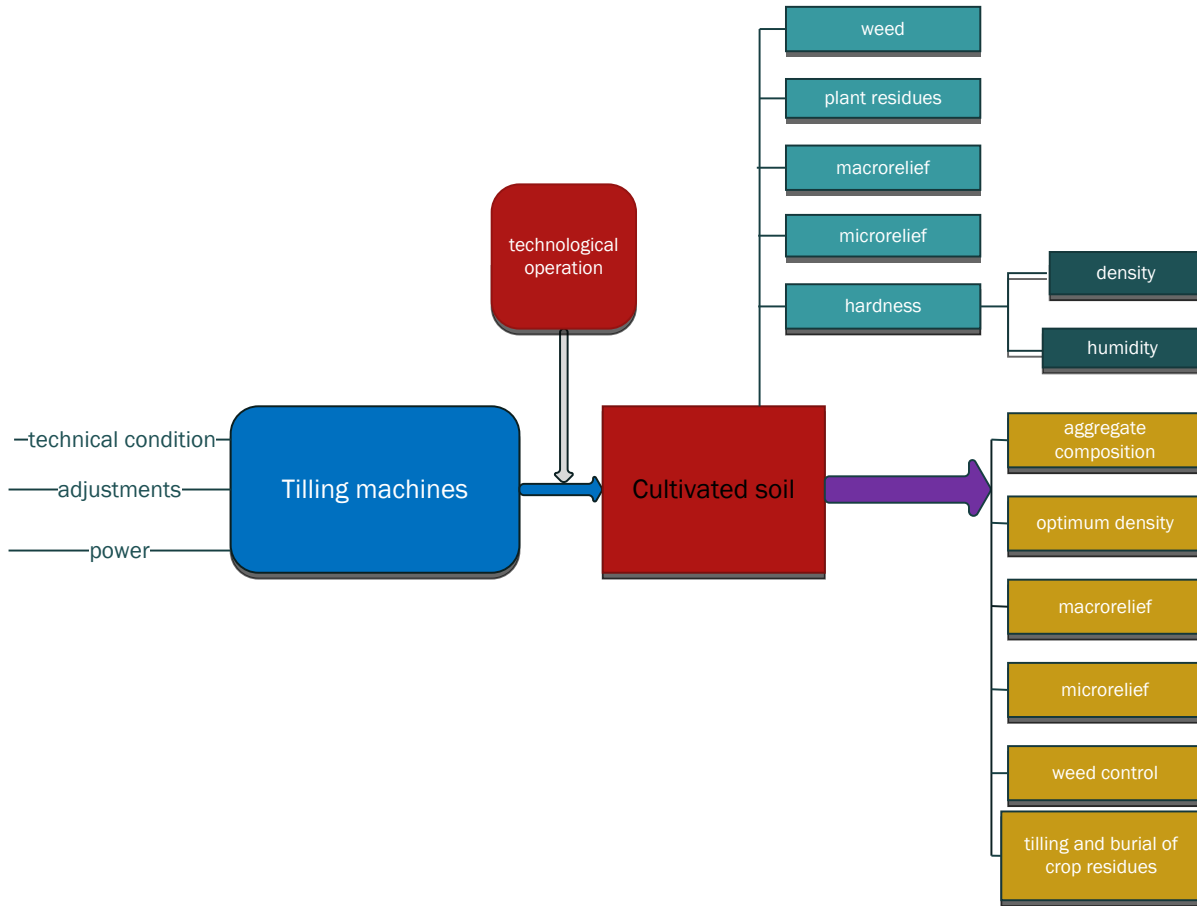 weed
plant residues
macrorelief
microrelief
hardness
density
humidity
technological
operation
technical condition
adjustments
power
Tilling machines
Cultivated soil
aggregate
composition
optimum density
macrorelief
microrelief
weed control
tilling and burial of
crop residues